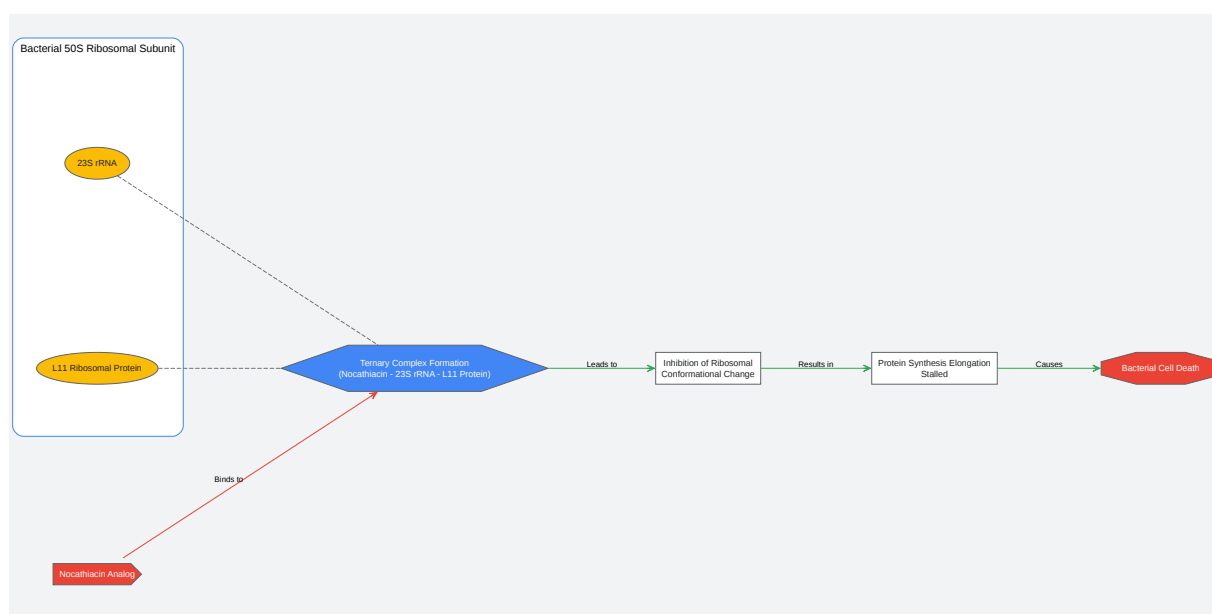 Bacterial 50S Ribosomal Subunit
23S rRNA
L11 Ribosomal Protein
Ternary Complex Formation
(Nocathiacin - 23S rRNA - L11 Protein)
Leads to
Inhibition of Ribosomal
Conformational Change
Results in
Protein Synthesis Elongation
Stalled
Causes
Bacterial Cell Death
Binds to
Nocathiacin Analog